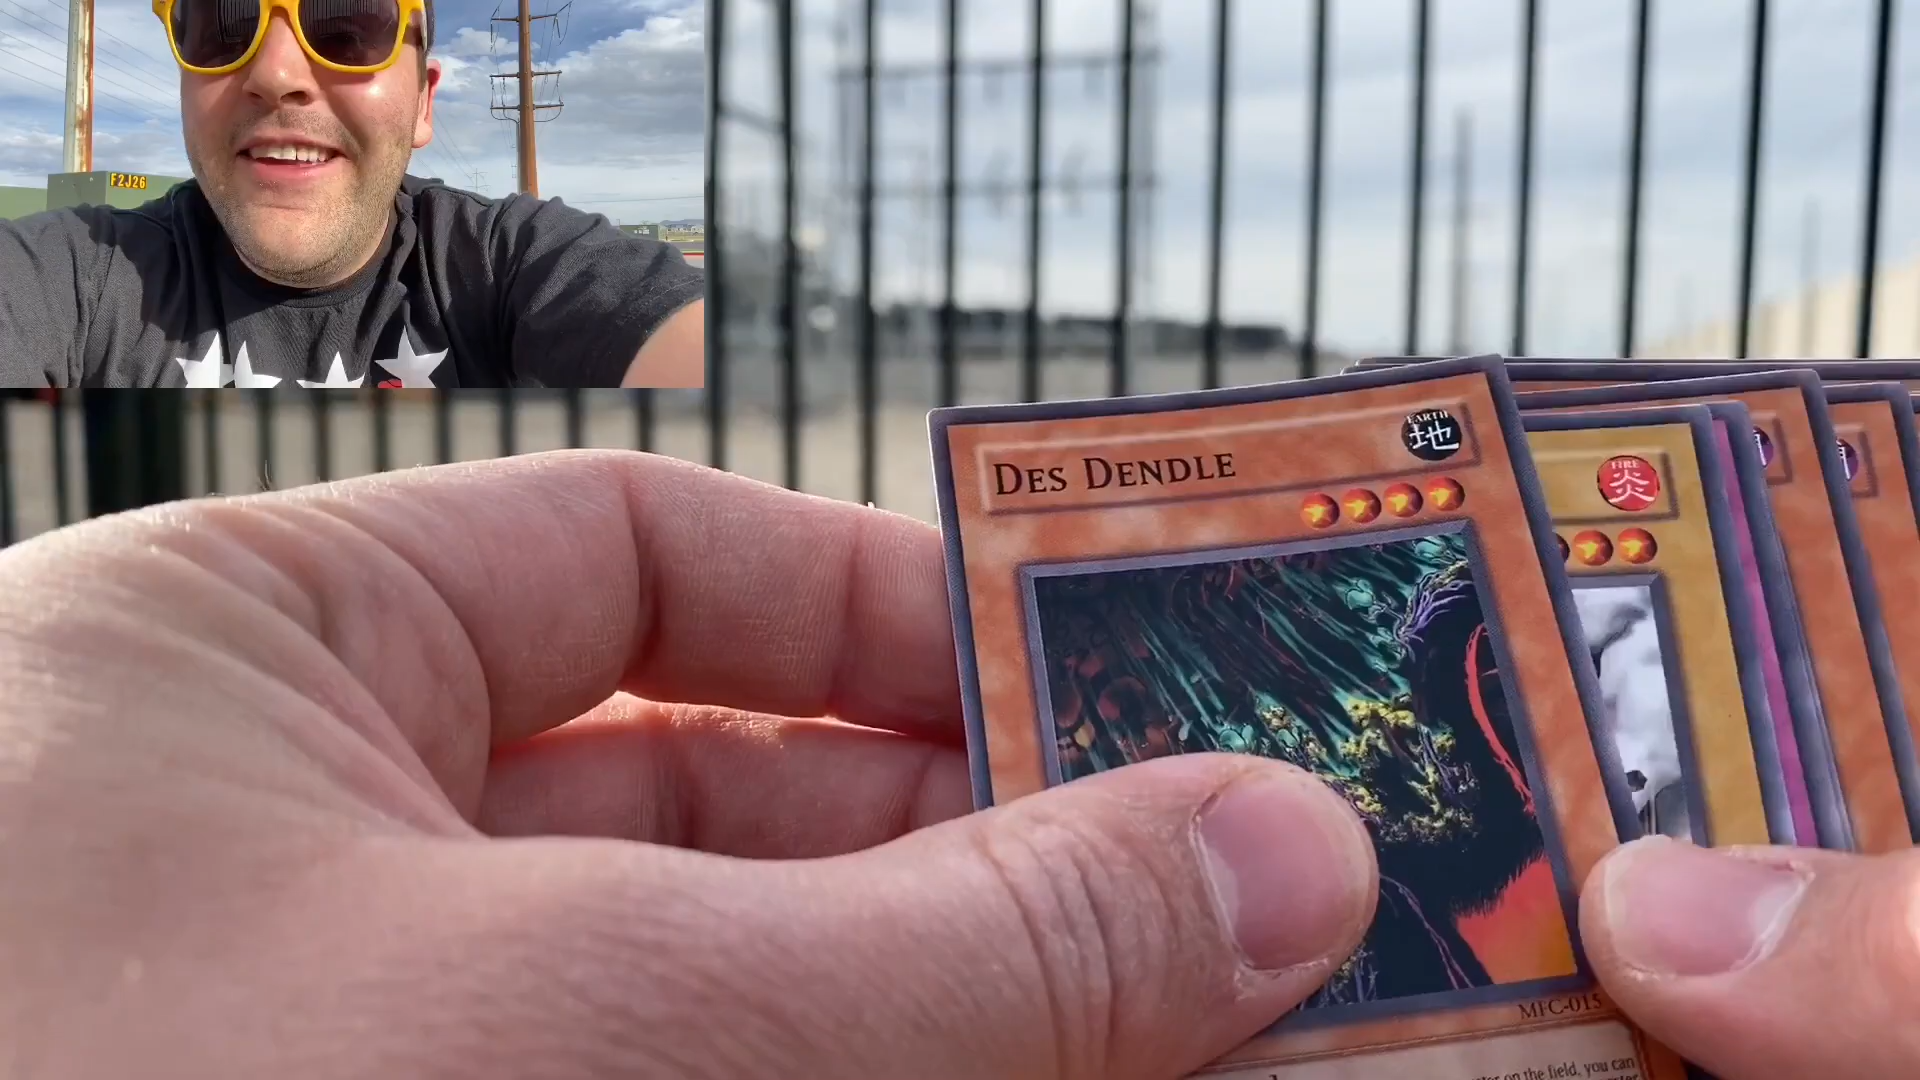 F2J26
DES DENDLE
EARTH
地
FIRE
炎
MFC-015
on the field, you can